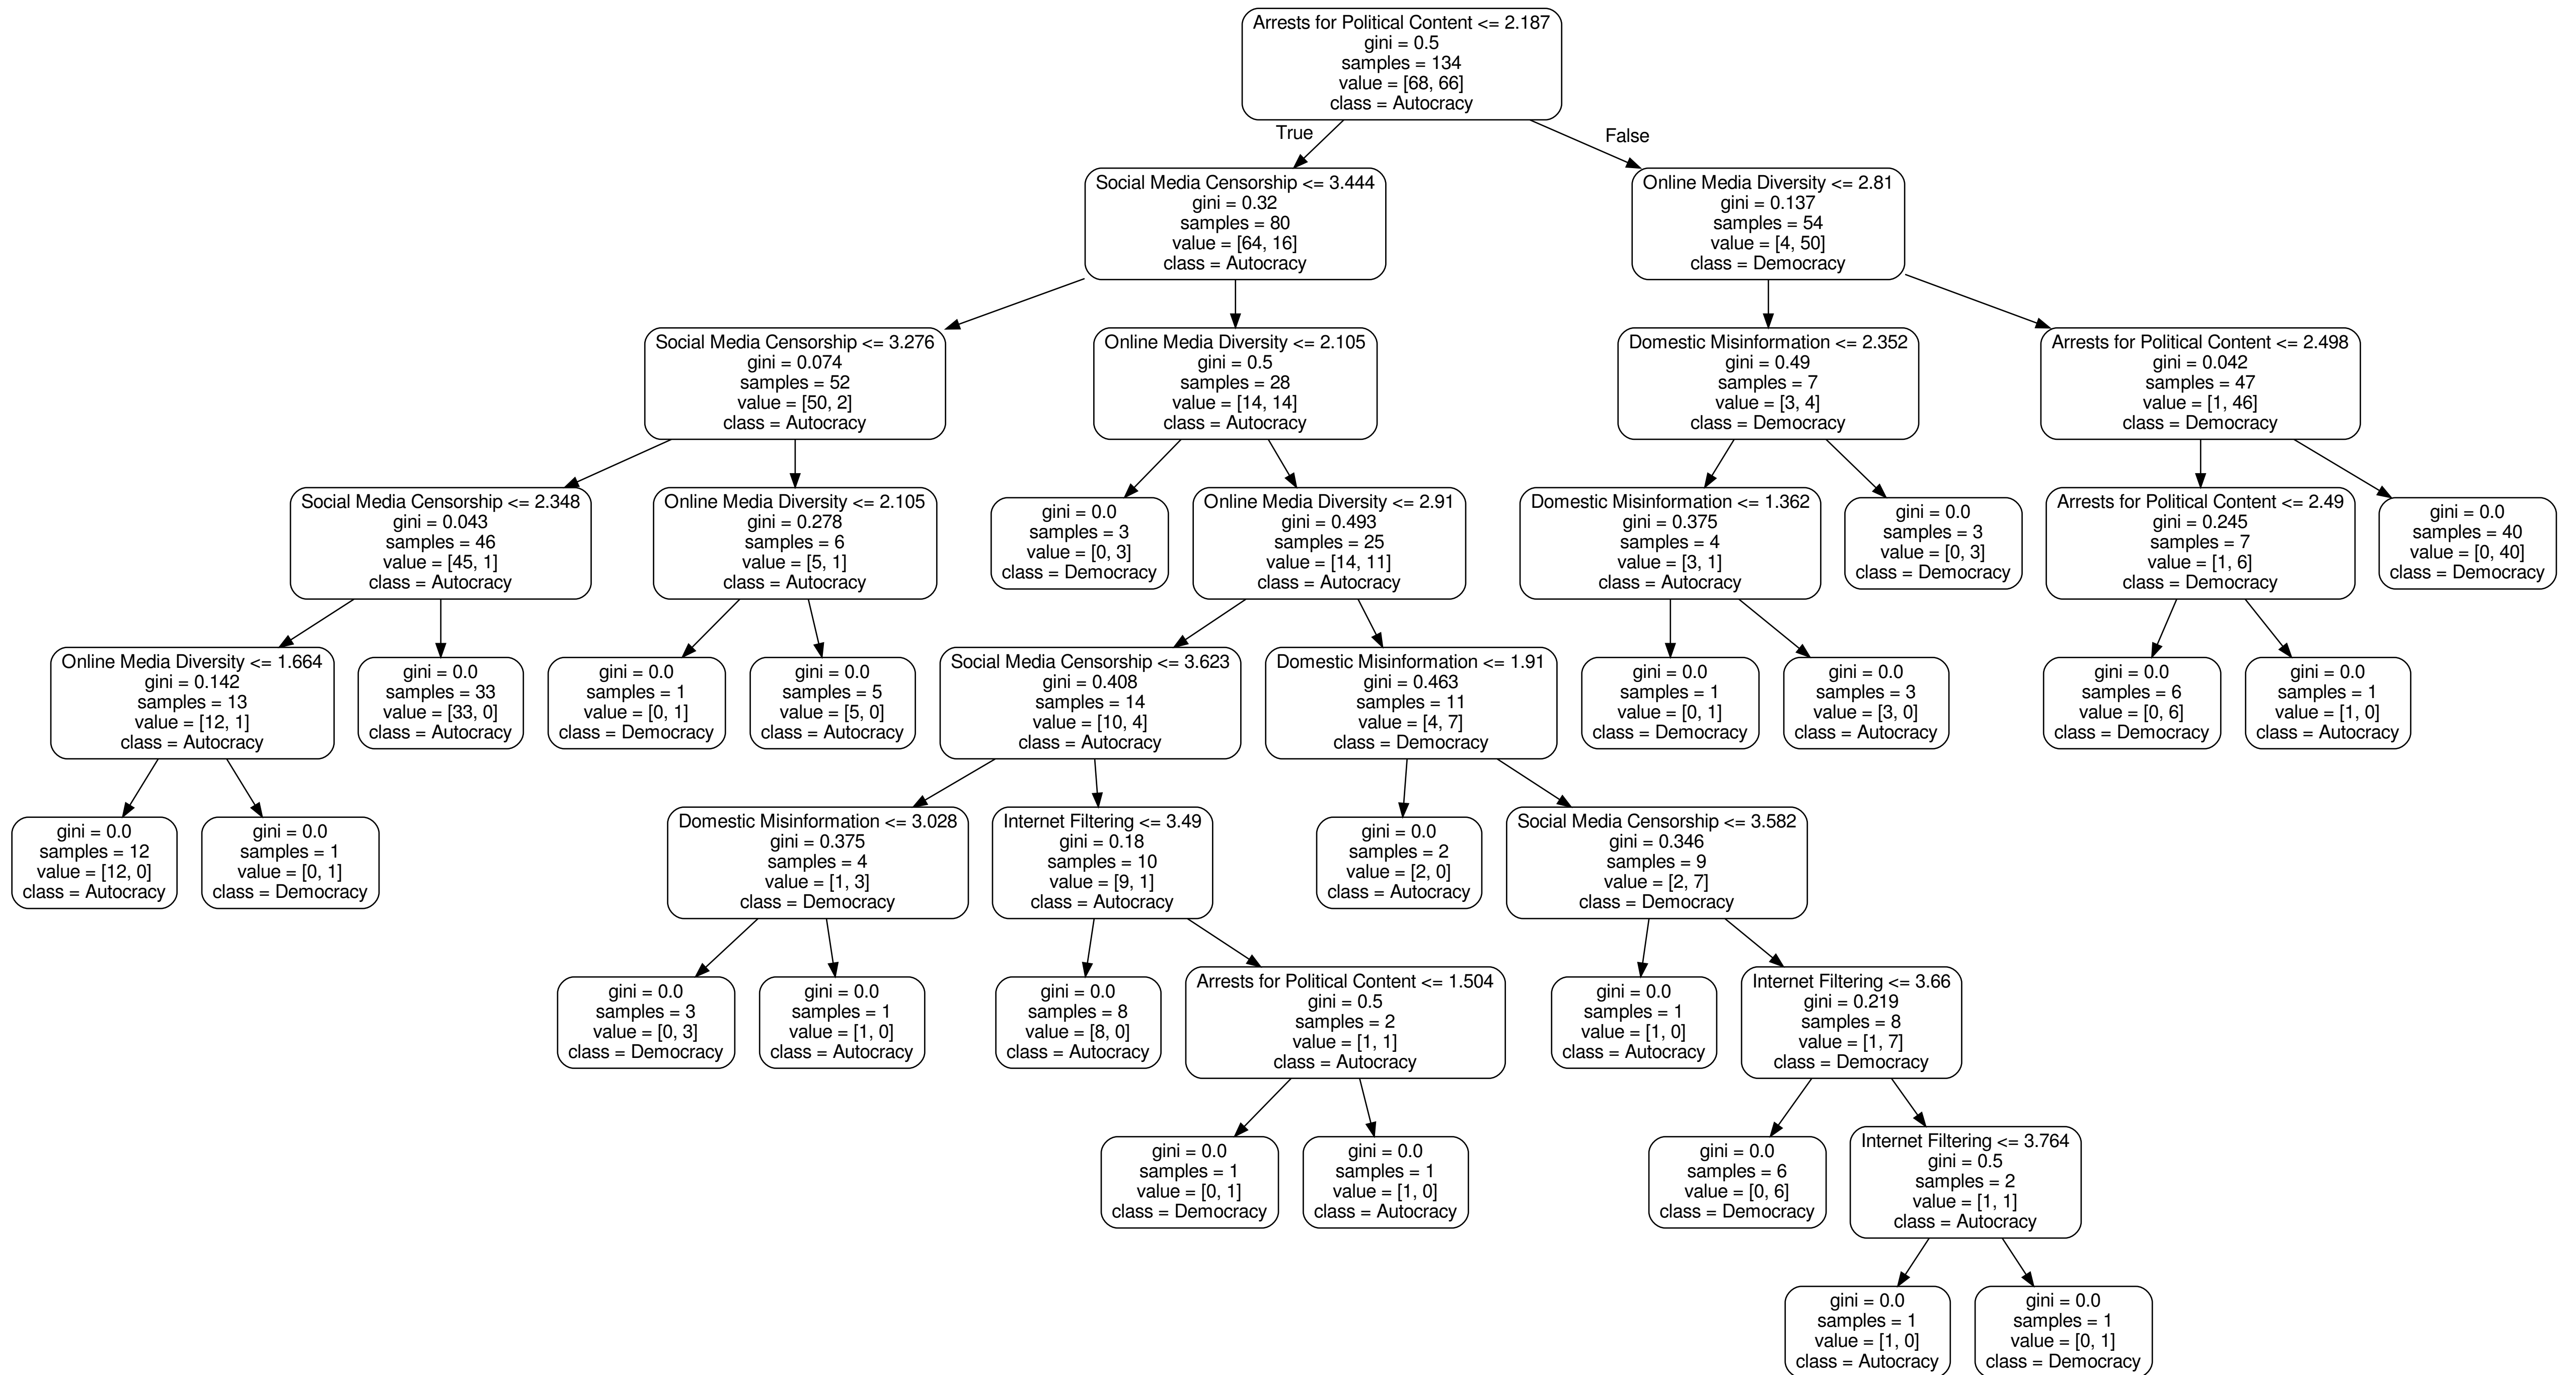 Arrests for Political Content <= 2.187
gini = 0.5
samples = 134
value = [68, 66]
class = Autocracy
True
False
Social Media Censorship <= 3.444
gini = 0.32
samples = 80
value = [64, 16]
class = Autocracy
Online Media Diversity <= 2.81
gini = 0.137
samples = 54
value = [4, 50]
class = Democracy
Social Media Censorship <= 3.276
gini = 0.074
samples = 52
value = [50, 2]
class = Autocracy
Online Media Diversity <= 2.105
gini = 0.5
samples = 28
value = [14, 14]
class = Autocracy
Domestic Misinformation <= 2.352
gini = 0.49
samples = 7
value = [3, 4]
class = Democracy
Arrests for Political Content <= 2.498
gini = 0.042
samples = 47
value = [1, 46]
class = Democracy
Social Media Censorship <= 2.348
gini = 0.043
samples = 46
value = [45, 1]
class = Autocracy
Online Media Diversity <= 2.105
gini = 0.278
samples = 6
value = [5, 1]
class = Autocracy
gini = 0.0
samples = 3
value = [0, 3]
class = Democracy
Online Media Diversity <= 2.91
gini = 0.493
samples = 25
value = [14, 11]
class = Autocracy
Domestic Misinformation <= 1.362
gini = 0.375
samples = 4
value = [3, 1]
class = Autocracy
gini = 0.0
samples = 3
value = [0, 3]
class = Democracy
Arrests for Political Content <= 2.49
gini = 0.245
samples = 7
value = [1, 6]
class = Democracy
gini = 0.0
samples = 40
value = [0, 40]
class = Democracy
Online Media Diversity <= 1.664
gini = 0.142
samples = 13
value = [12, 1]
class = Autocracy
gini = 0.0
samples = 33
value = [33, 0]
class = Autocracy
gini = 0.0
samples = 1
value = [0, 1]
class = Democracy
gini = 0.0
samples = 5
value = [5, 0]
class = Autocracy
Social Media Censorship <= 3.623
gini = 0.408
samples = 14
value = [10, 4]
class = Autocracy
Domestic Misinformation <= 1.91
gini = 0.463
samples = 11
value = [4, 7]
class = Democracy
gini = 0.0
samples = 1
value = [0, 1]
class = Democracy
gini = 0.0
samples = 3
value = [3, 0]
class = Autocracy
gini = 0.0
samples = 6
value = [0, 6]
class = Democracy
gini = 0.0
samples = 1
value = [1, 0]
class = Autocracy
gini = 0.0
samples = 12
value = [12, 0]
class = Autocracy
gini = 0.0
samples = 1
value = [0, 1]
class = Democracy
Domestic Misinformation <= 3.028
gini = 0.375
samples = 4
value = [1, 3]
class = Democracy
Internet Filtering <= 3.49
gini = 0.18
samples = 10
value = [9, 1]
class = Autocracy
gini = 0.0
samples = 2
value = [2, 0]
class = Autocracy
Social Media Censorship <= 3.582
gini = 0.346
samples = 9
value = [2, 7]
class = Democracy
gini = 0.0
samples = 3
value = [0, 3]
class = Democracy
gini = 0.0
samples = 1
value = [1, 0]
class = Autocracy
gini = 0.0
samples = 8
value = [8, 0]
class = Autocracy
Arrests for Political Content <= 1.504
gini = 0.5
samples = 2
value = [1, 1]
class = Autocracy
gini = 0.0
samples = 1
value = [1, 0]
class = Autocracy
Internet Filtering <= 3.66
gini = 0.219
samples = 8
value = [1, 7]
class = Democracy
gini = 0.0
samples = 1
value = [0, 1]
class = Democracy
gini = 0.0
samples = 1
value = [1, 0]
class = Autocracy
gini = 0.0
samples = 6
value = [0, 6]
class = Democracy
Internet Filtering <= 3.764
gini = 0.5
samples = 2
value = [1, 1]
class = Autocracy
gini = 0.0
samples = 1
value = [1, 0]
class = Autocracy
gini = 0.0
samples = 1
value = [0, 1]
class = Democracy